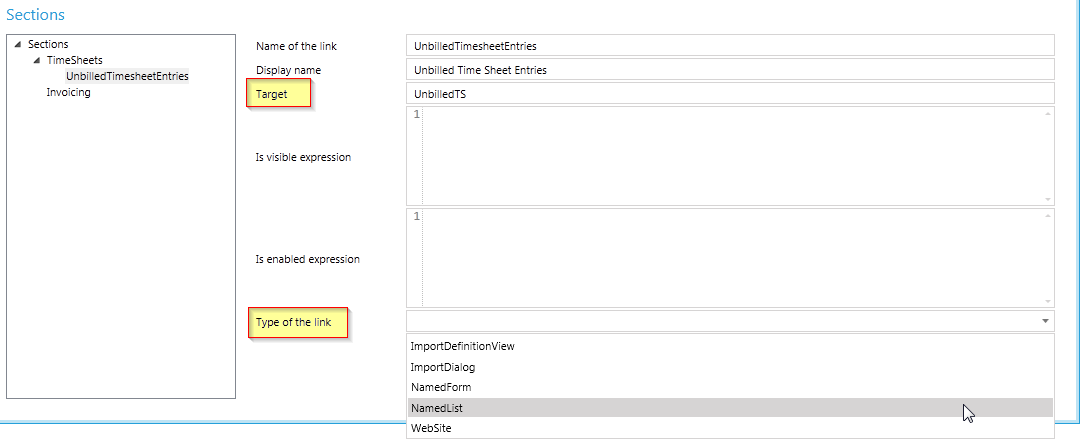 Sections
Sections
TimeSheets
UnbilledTimesheetEntries
Invoicing
Name of the link
UnbilledTimesheetEntries
Display name
Unbilled Time Sheet Entries
Target
UnbilledTS
1
Is visible expression
1
Is enabled expression
Type of the link
ImportDefinitionView
ImportDialog
NamedForm
NamedList
WebSite